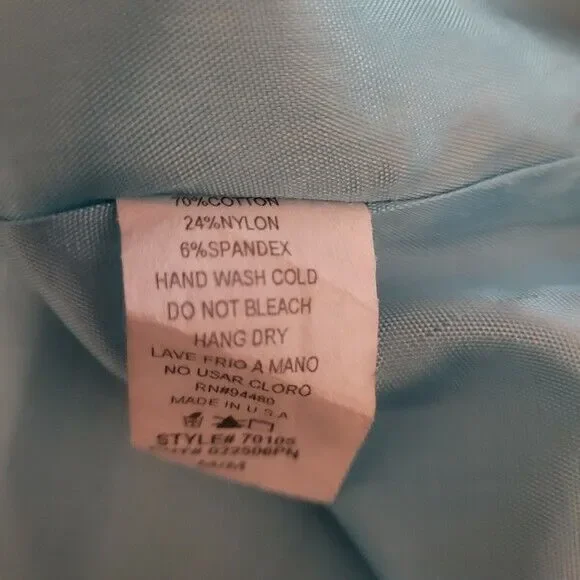 70%COTTON
24%NYLON
6%SPANDEX
HAND WASH COLD
DO NOT BLEACH
HANG DRY
LAVE FRIO A MANO
NO USAR CLORO
RN#94480
MADE IN U.S.A
STYLE# 70105